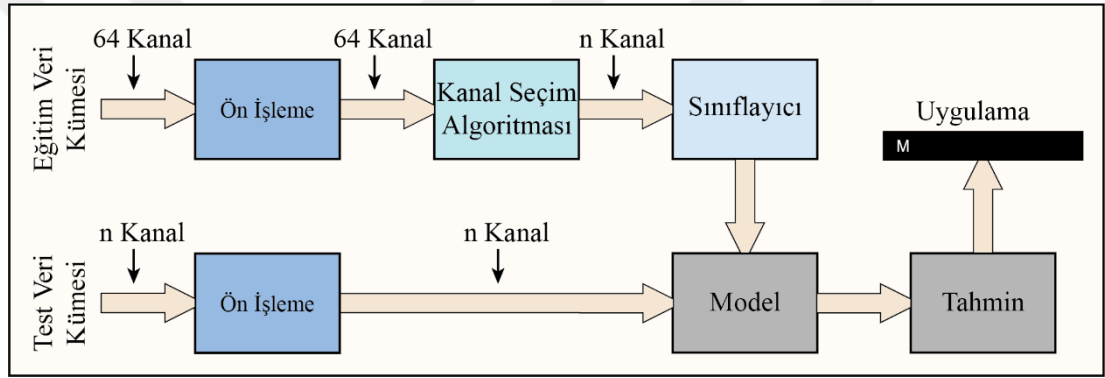 Eğitim Veri
Kümesi
64 Kanal
Ön İşleme
64 Kanal
Kanal Seçim
Algoritması
n Kanal
Sınıflayıcı
Uygulama
M
Test Veri
Kümesi
n Kanal
Ön İşleme
n Kanal
Model
Tahmin